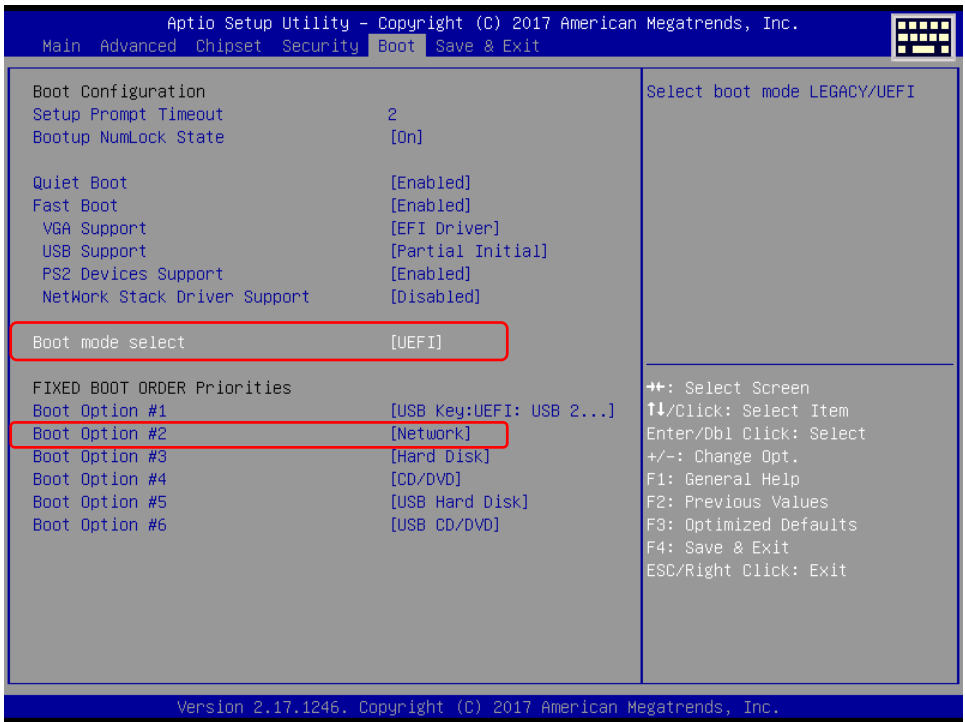 Aptio Setup Utility – Copyright (C) 2017 American Megatrends, Inc.
Main Advanced Chipset Security Boot Save & Exit
Boot Configuration
Setup Prompt Timeout 2
Bootup NumLock State [On]
Quiet Boot [Enabled]
Fast Boot [Enabled]
VGA Support [EFI Driver]
USB Support [Partial Initial]
PS2 Devices Support [Enabled]
NetWork Stack Driver Support [Disabled]
Boot mode select [UEFI]
FIXED BOOT ORDER Priorities
Boot Option #1 [USB Key:UEFI: USB 2...]
Boot Option #2 [Network]
Boot Option #3 [Hard Disk]
Boot Option #4 [CD/DVD]
Boot Option #5 [USB Hard Disk]
Boot Option #6 [USB CD/DVD]
Select boot mode LEGACY/UEFI
→←: Select Screen
↑↓/Click: Select Item
Enter/Dbl Click: Select
+/-: Change Opt.
F1: General Help
F2: Previous Values
F3: Optimized Defaults
F4: Save & Exit
ESC/Right Click: Exit
Version 2.17.1246. Copyright (C) 2017 American Megatrends, Inc.